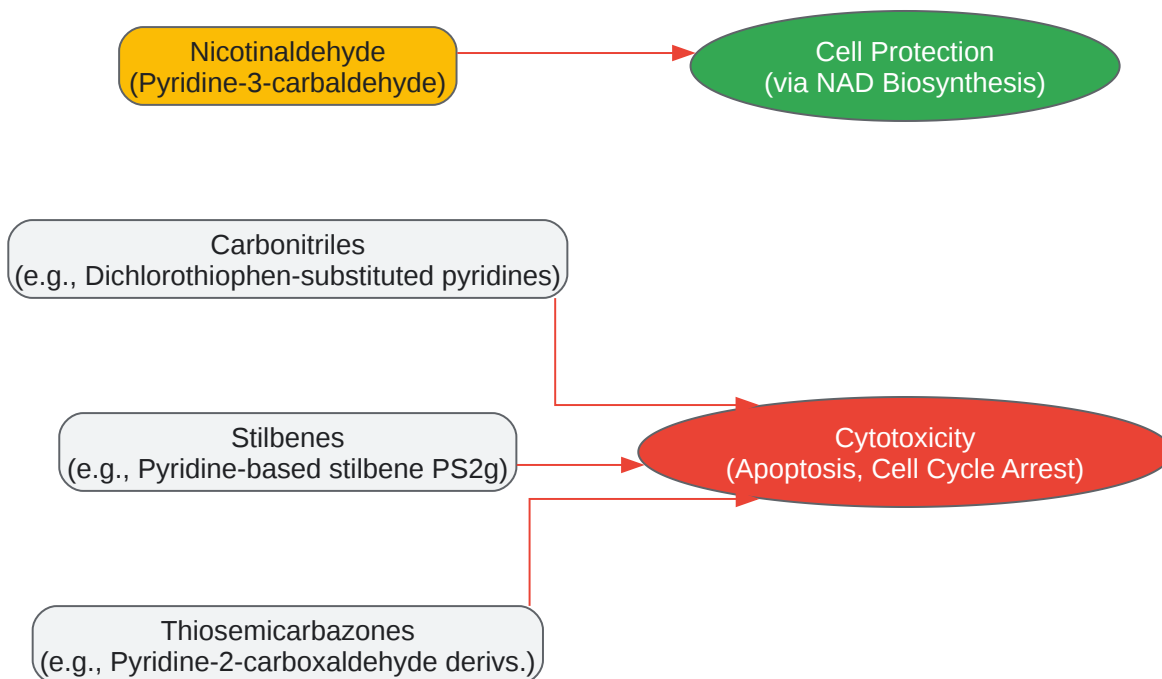 Nicotinaldehyde
(Pyridine-3-carbaldehyde)
Cell Protection
(via NAD Biosynthesis)
Carbonitriles
(e.g., Dichlorothiophen-substituted pyridines)
Stilbenes
(e.g., Pyridine-based stilbene PS2g)
Cytotoxicity
(Apoptosis, Cell Cycle Arrest)
Thiosemicarbazones
(e.g., Pyridine-2-carboxaldehyde derivs.)